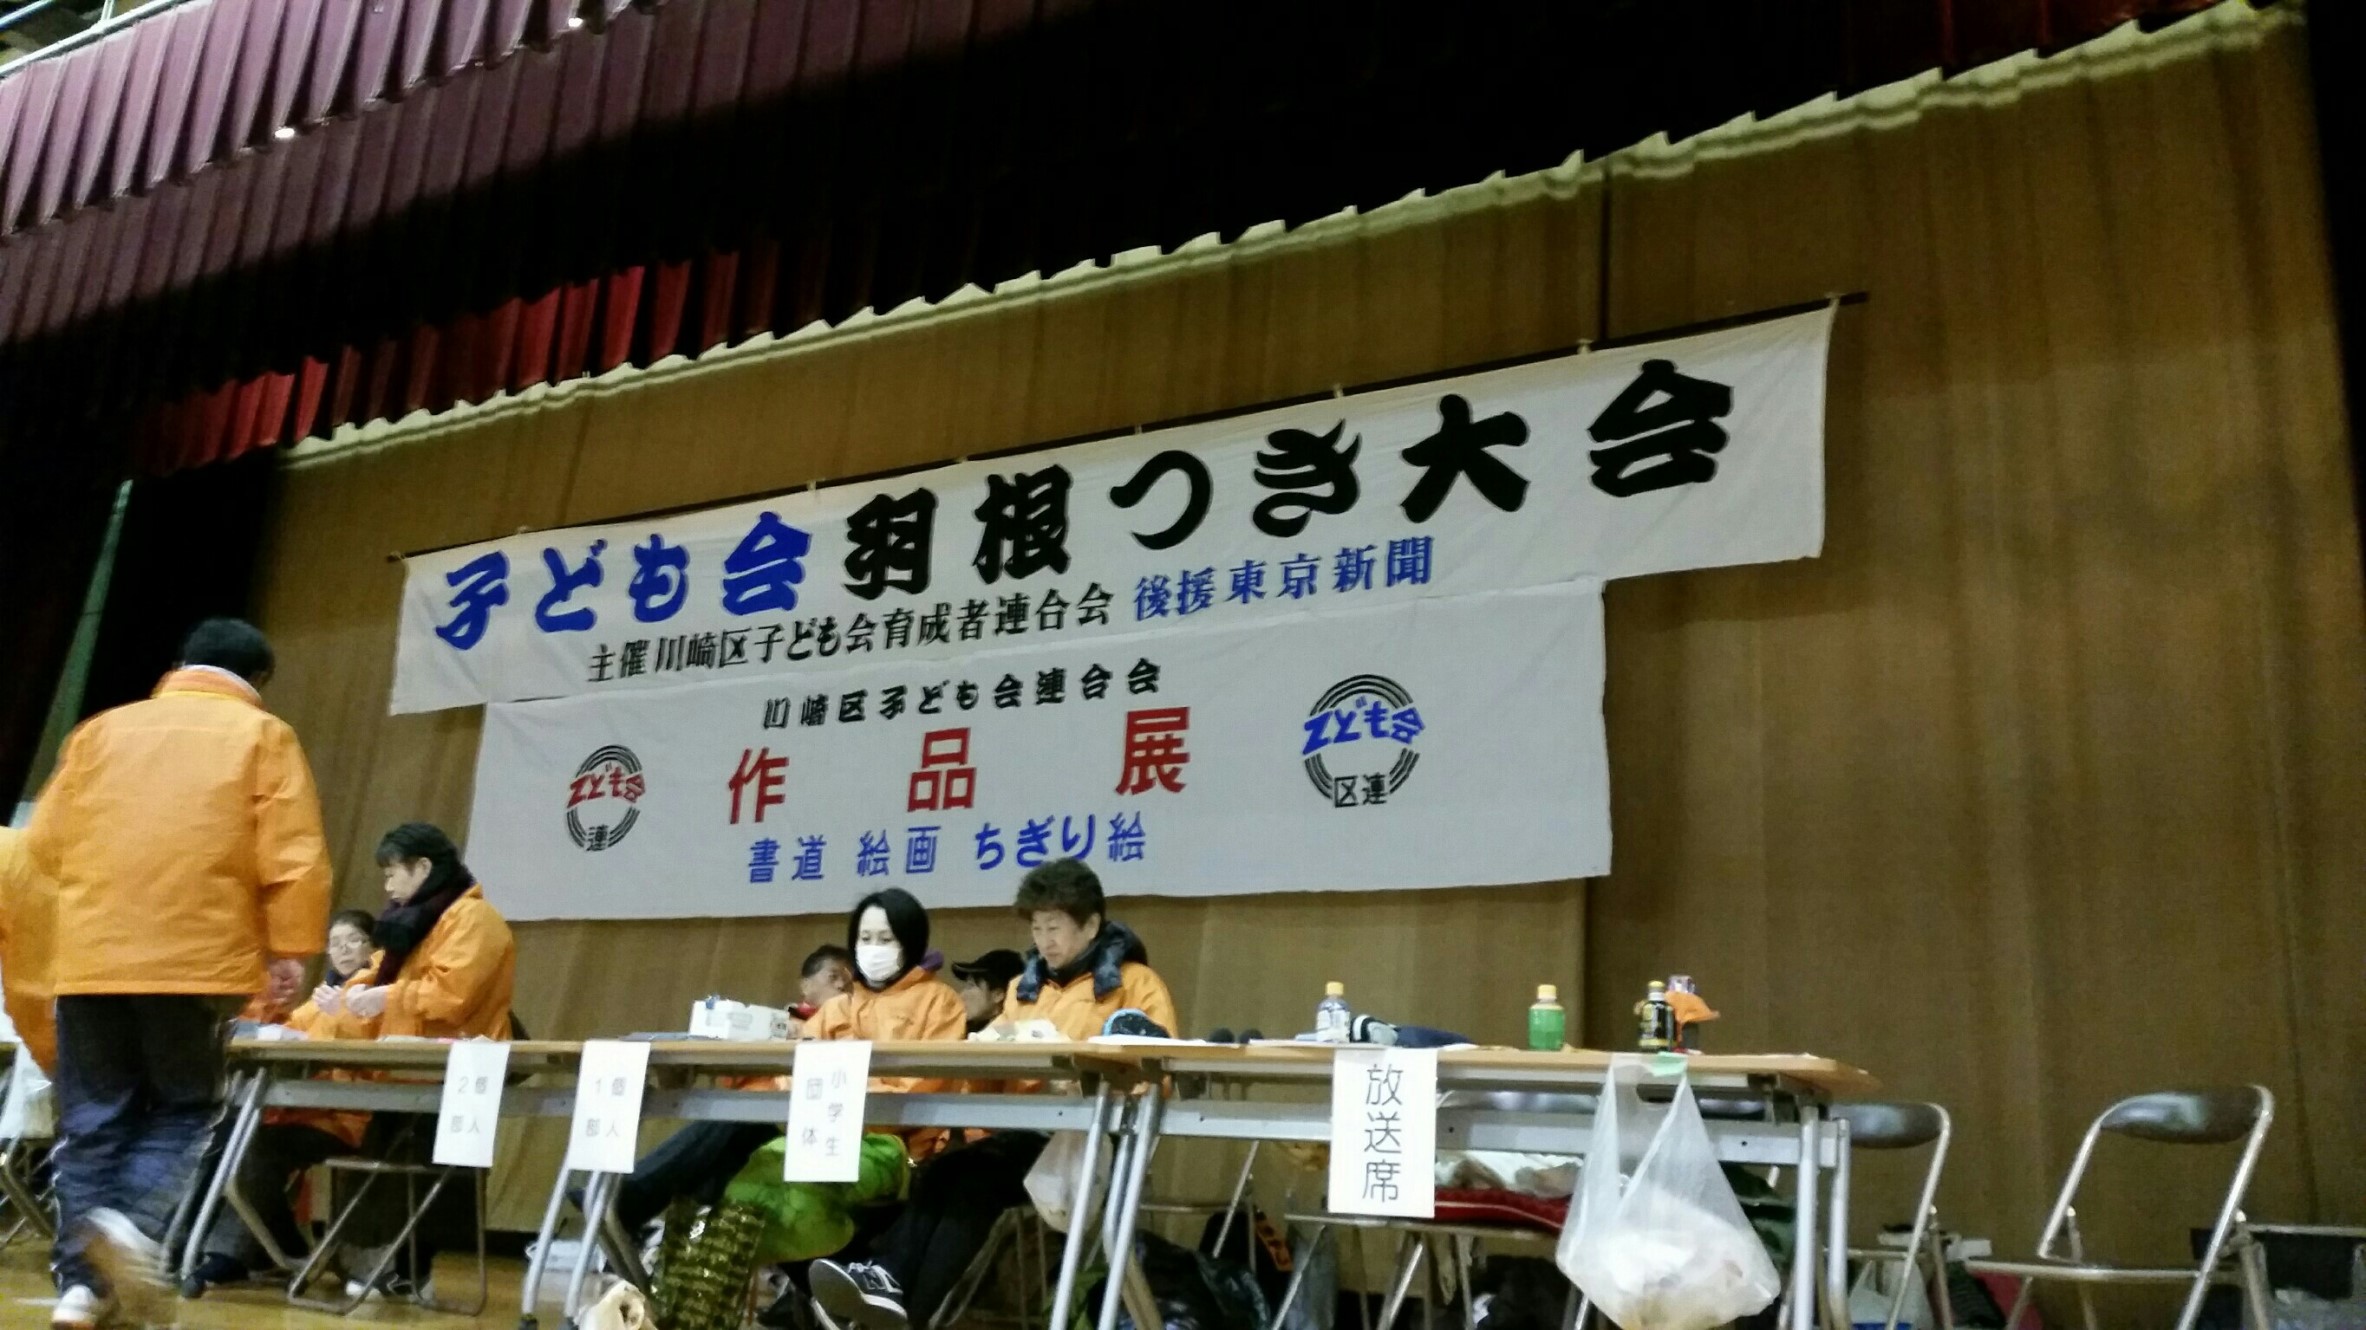 子ども会羽根つき大会
主催川崎区子ども会育成者連合会 後援東京新聞
川崎区子ども会連合会
作品展
書道 絵画 ちぎり絵
こども会
連
こども会
区連
個人
2部
個人
1部
小学生
団体
放送席